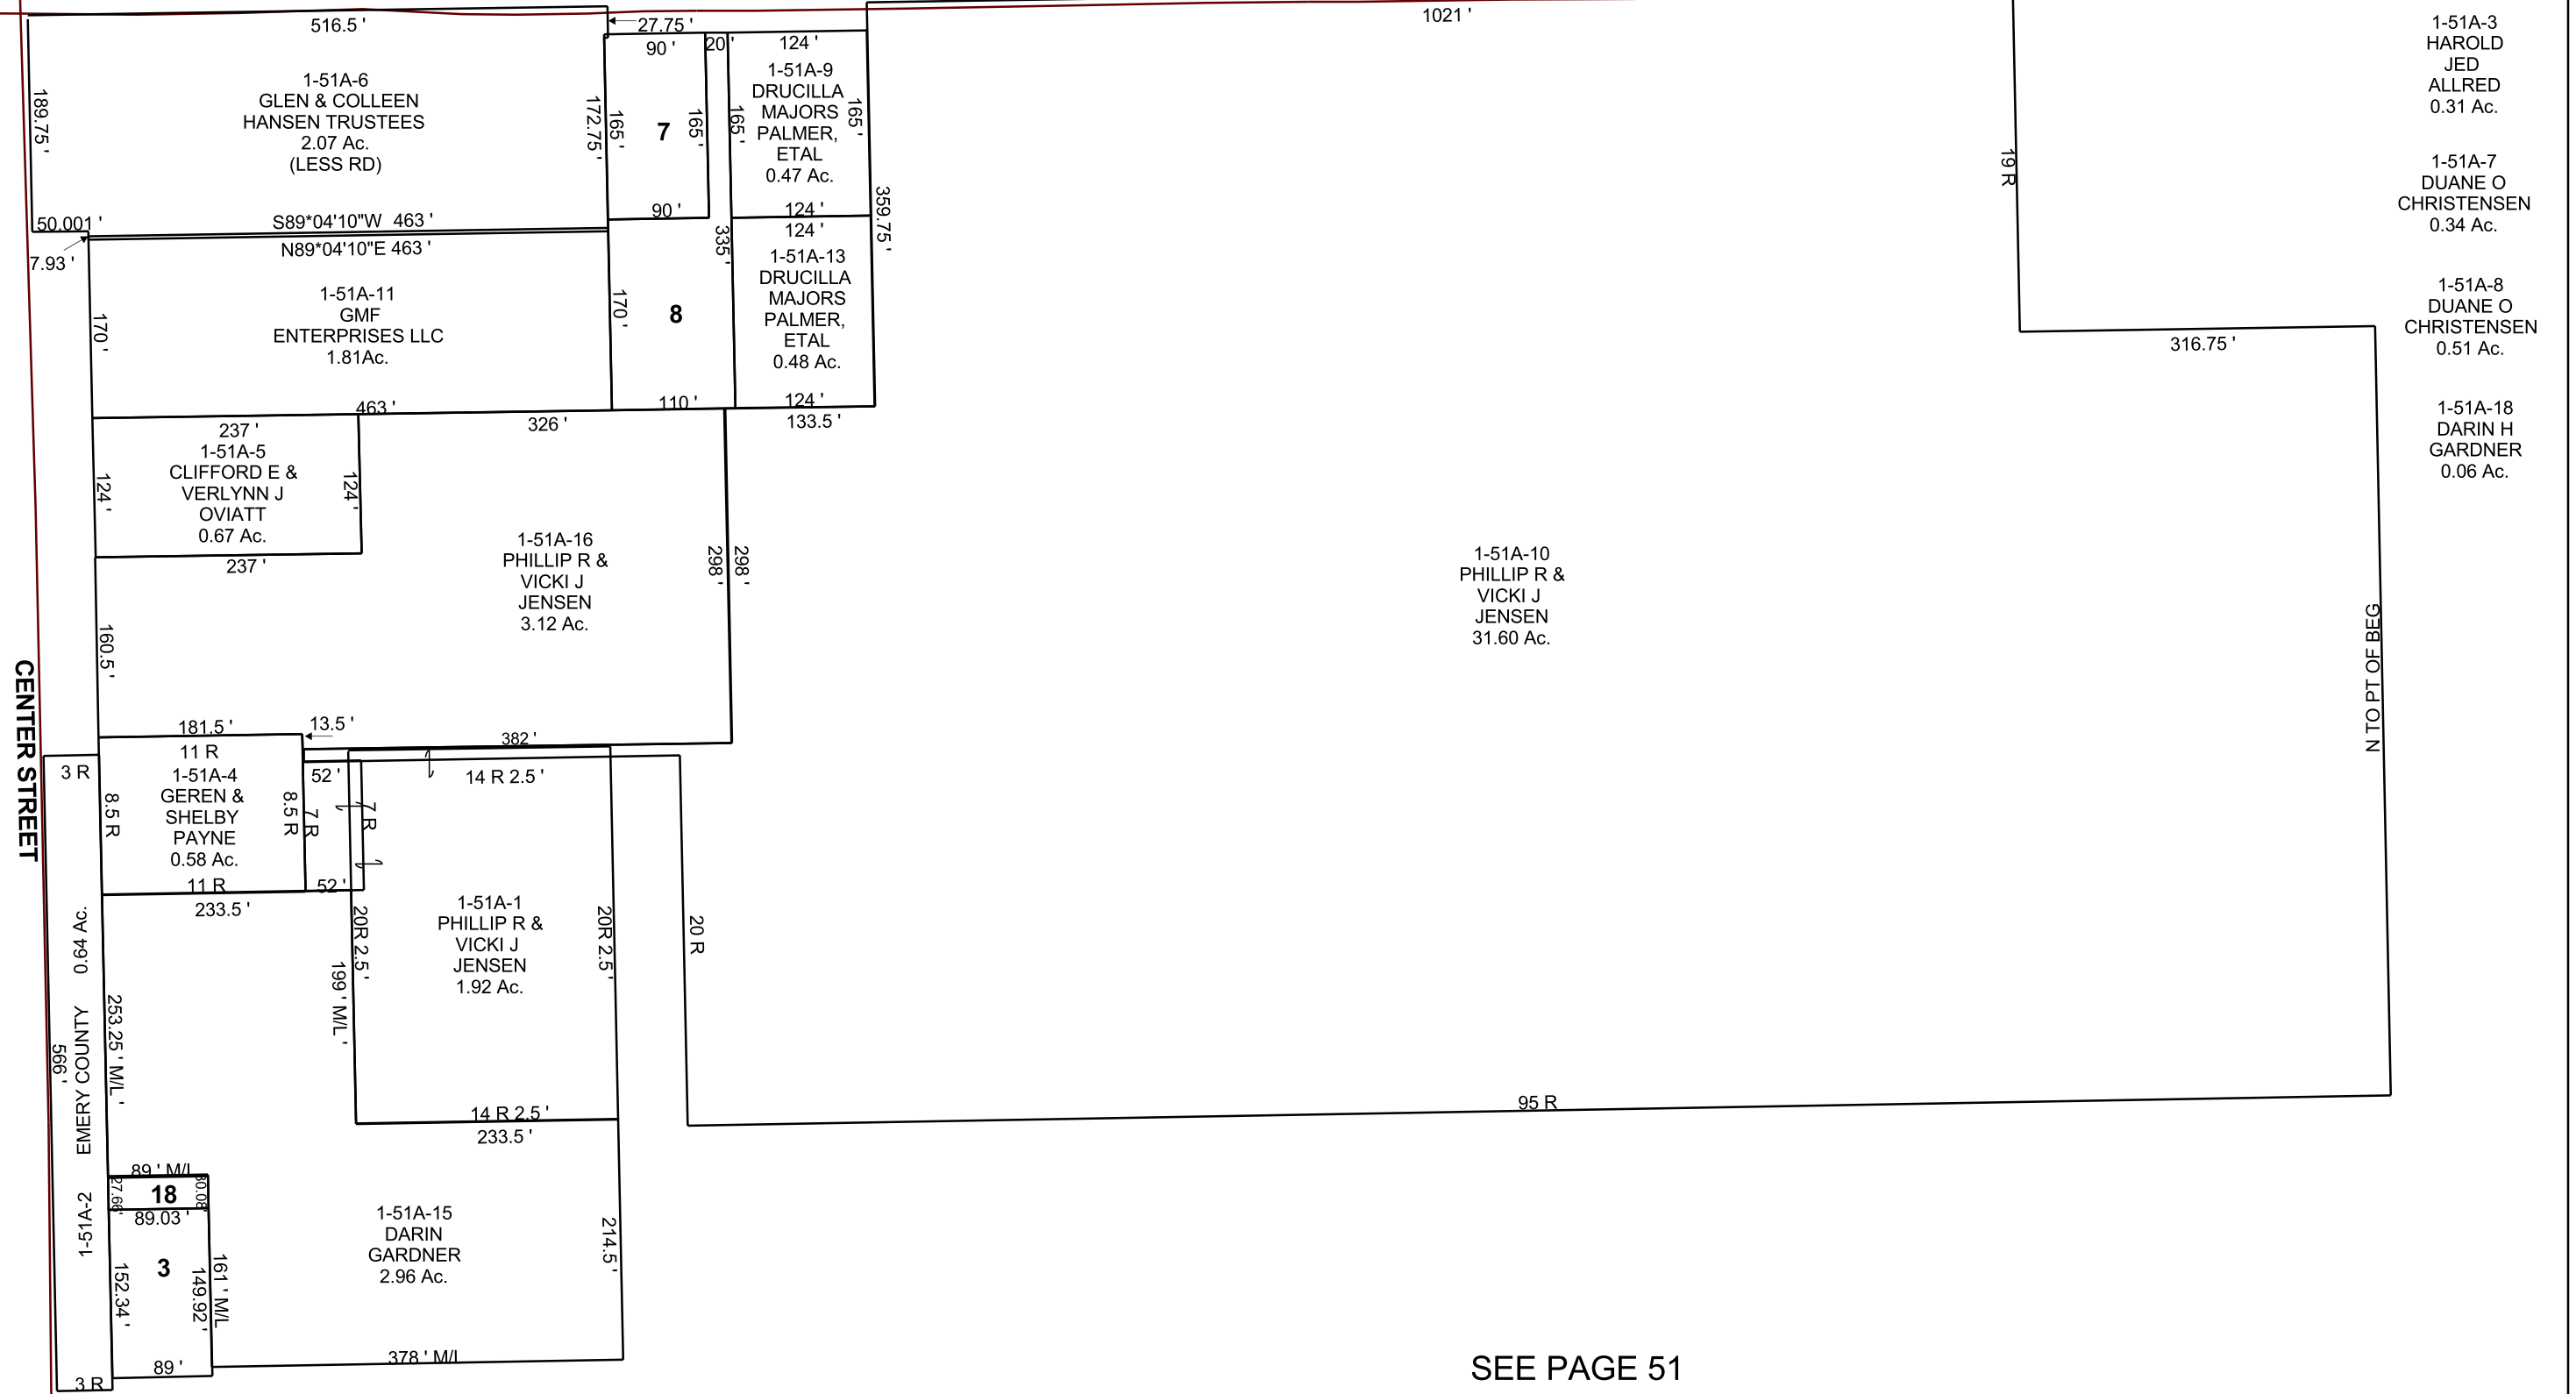 516.5 '
27.75 '
1021 '
90 '
20 '
124 '
1-51A-6
GLEN & COLLEEN
HANSEN TRUSTEES
2.07 Ac.
(LESS RD)
189.75 '
172.75 '
165 '
7
165 '
165 '
1-51A-9
DRUCILLA
MAJORS
PALMER,
ETAL
0.47 Ac.
165 '
359.75 '
19 R
1-51A-3
HAROLD
JED
ALLRED
0.31 Ac.
1-51A-7
DUANE O
CHRISTENSEN
0.34 Ac.
1-51A-8
DUANE O
CHRISTENSEN
0.51 Ac.
1-51A-18
DARIN H
GARDNER
0.06 Ac.
50.001 '
S89*04'10"W 463 '
90 '
124 '
124 '
7.93 '
N89*04'10"E 463 '
335 '
1-51A-11
GMF
ENTERPRISES LLC
1.81Ac.
170 '
170 '
8
1-51A-13
DRUCILLA
MAJORS
PALMER,
ETAL
0.48 Ac.
316.75 '
463 '
110 '
124 '
237 '
326 '
133.5 '
1-51A-5
CLIFFORD E &
VERLYNN J
OVIATT
0.67 Ac.
124 '
124 '
237 '
1-51A-16
PHILLIP R &
VICKI J
JENSEN
3.12 Ac.
298 '
298 '
1-51A-10
PHILLIP R &
VICKI J
JENSEN
31.60 Ac.
160.5 '
N TO PT OF BEG
CENTER STREET
181.5 '
13.5 '
382 '
11 R
3 R
52 '
14 R 2.5 '
1-51A-4
GEREN &
SHELBY
PAYNE
0.58 Ac.
8.5 R
8.5 R
7 R
7 R
11 R
52 '
233.5 '
1-51A-1
PHILLIP R &
VICKI J
JENSEN
1.92 Ac.
20R 2.5 '
20R 2.5 '
20 R
199 ' M/L '
253.25 ' M/L '
566 '
1-51A-2 EMERY COUNTY 0.64 Ac.
14 R 2.5 '
233.5 '
95 R
89 ' M/L
27.66'
18
30.08'
89.03 '
1-51A-15
DARIN
GARDNER
2.96 Ac.
214.5 '
3
152.34 '
149.92 '
161 ' M/L
378 ' M/L
89 '
3 R
SEE PAGE 51